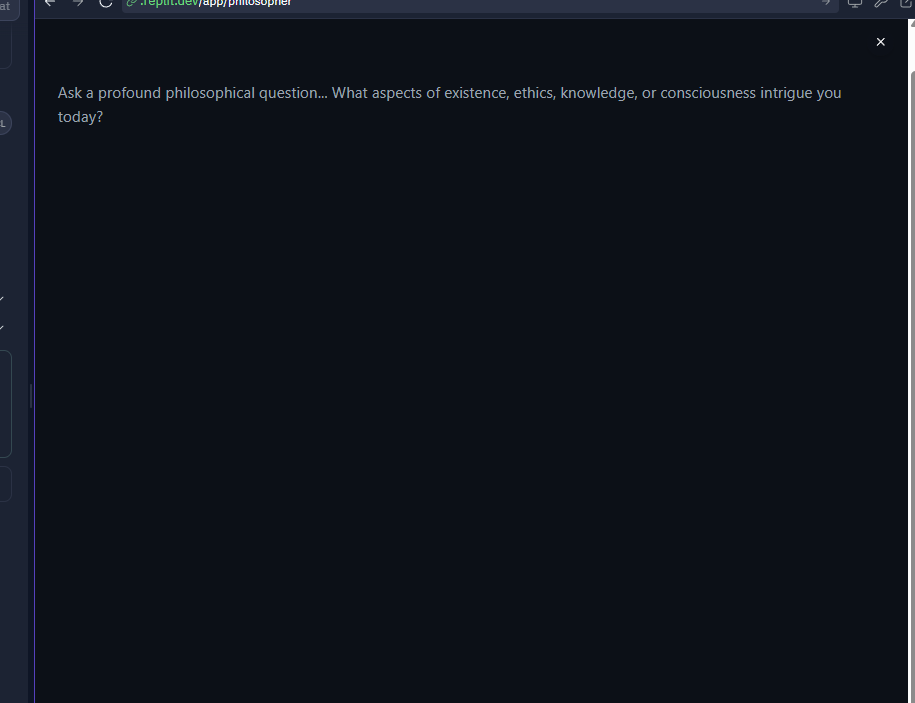 at
.replit.dev/app/philosopher
L
Ask a profound philosophical question... What aspects of existence, ethics, knowledge, or consciousness intrigue you
today?